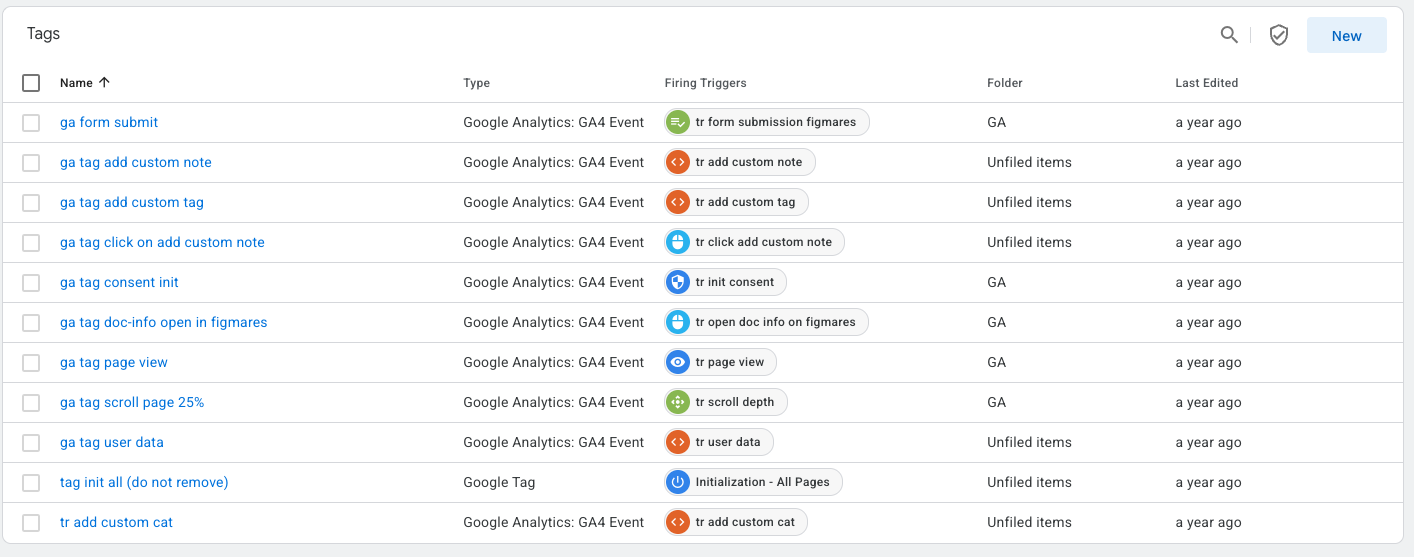 Tags
New
Name Type Firing Triggers Folder Last Edited
ga form submit Google Analytics: GA4 Event tr form submission figmares GA a year ago
ga tag add custom note Google Analytics: GA4 Event tr add custom note Unfiled items a year ago
ga tag add custom tag Google Analytics: GA4 Event tr add custom tag Unfiled items a year ago
ga tag click on add custom note Google Analytics: GA4 Event tr click add custom note Unfiled items a year ago
ga tag consent init Google Analytics: GA4 Event tr init consent GA a year ago
ga tag doc-info open in figmares Google Analytics: GA4 Event tr open doc info on figmares GA a year ago
ga tag page view Google Analytics: GA4 Event tr page view GA a year ago
ga tag scroll page 25% Google Analytics: GA4 Event tr scroll depth GA a year ago
ga tag user data Google Analytics: GA4 Event tr user data Unfiled items a year ago
tag init all (do not remove) Google Tag Initialization - All Pages Unfiled items a year ago
tr add custom cat Google Analytics: GA4 Event tr add custom cat Unfiled items a year ago